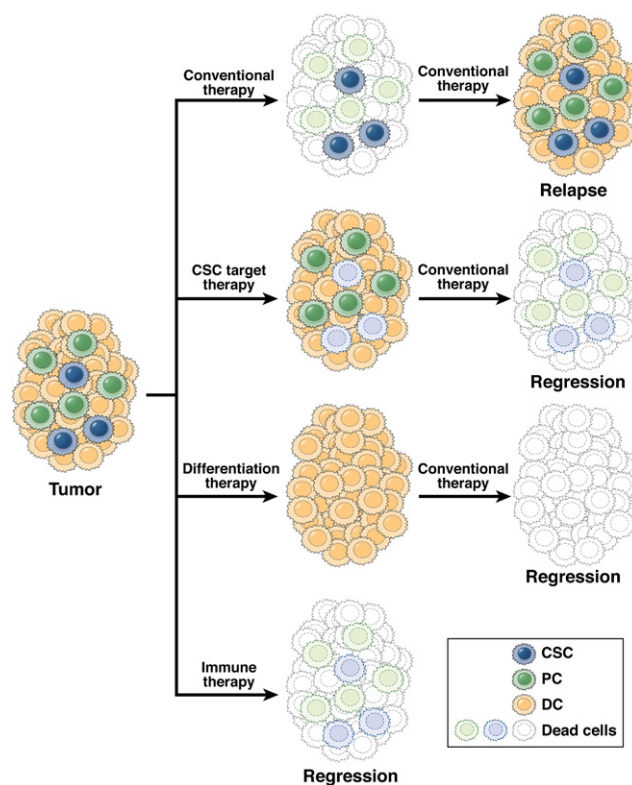 Conventional
therapy
Conventional
therapy
Relapse
CSC target
therapy
Conventional
therapy
Regression
Tumor
Differentiation
therapy
Conventional
therapy
Regression
Immune
therapy
Regression
CSC
PC
DC
Dead cells